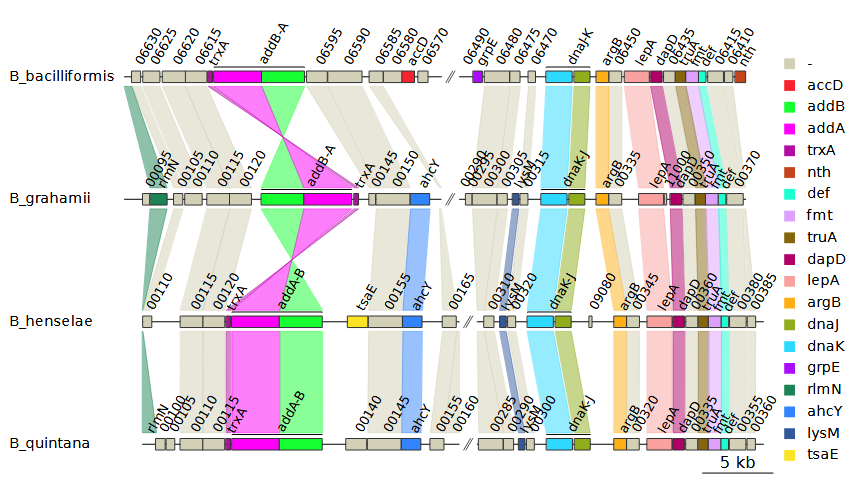 06630 06625 06615 trxA addB-A 06595 06590 06585 06580 accD 06570 // 06490 grpE 06480 06475 06470 dnaJK argB 06450 lepA dapD 06435 truA fmt def 06415 06410 nth
B_bacilliformis
00095 rlmN 00105 00110 00115 00120 addB-A trxA 00145 00150 ahcY // 00290 00295 00300 00305 lysM 00315 dnaK-J argB 00335 lepA 11000 dapD 00350 truA fmt def 00370
B_grahamii
00110 00115 00120 trxA addA-B tsaE 00155 ahcY 00165 // 00310 lysM 00320 dnaK-J 09080 argB 00345 lepA dapD 00360 truA fmt def 00380 00385
B_henselae
rlmN 00100 00105 00110 00115 trxA addA-B 00140 00145 ahcY 00155 00160 // 00285 00290 lysM 00300 dnaK-J argB 00320 lepA dapD 00335 truA fmt def 00355 00360
B_quintana
5 kb
-
accD
addB
addA
trxA
nth
def
fmt
truA
dapD
lepA
argB
dnaJ
dnaK
grpE
rlmN
ahcY
lysM
tsaE